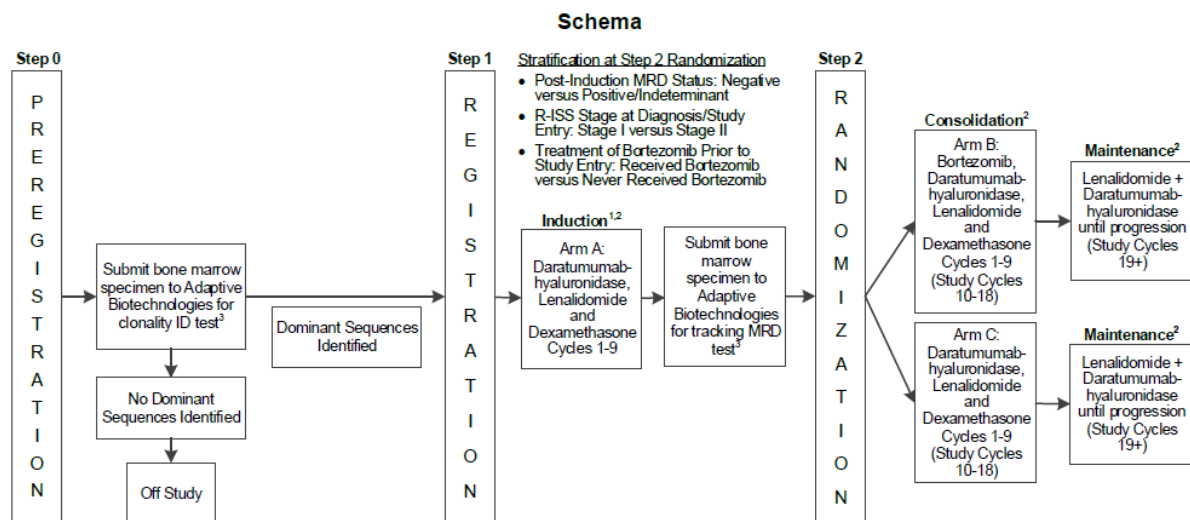 Schema
Step 0
P
R
E
R
E
G
I
S
T
R
A
T
I
O
N
Submit bone marrow
specimen to Adaptive
Biotechnologies for
clonality ID test3
No Dominant
Sequences Identified
Off Study
Dominant Sequences
Identified
Step 1
R
E
G
I
S
T
R
A
T
I
O
N
Stratification at Step 2 Randomization
• Post-Induction MRD Status: Negative
versus Positive/Indeterminant
• R-ISS Stage at Diagnosis/Study
Entry: Stage I versus Stage II
• Treatment of Bortezomib Prior to
Study Entry: Received Bortezomib
versus Never Received Bortezomib
Induction1,2
Arm A:
Daratumumab-
hyaluronidase,
Lenalidomide
and
Dexamethasone
Cycles 1-9
Submit bone
marrow
specimen to
Adaptive
Biotechnologies
for tracking MRD
test3
Step 2
R
A
N
D
O
M
I
Z
A
T
I
O
N
Consolidation2
Arm B:
Bortezomib,
Daratumumab-
hyaluronidase,
Lenalidomide
and
Dexamethasone
Cycles 1-9
(Study Cycles
10-18)
Maintenance2
Lenalidomide +
Daratumumab-
hyaluronidase
until progression
(Study Cycles
19+)
Arm C:
Daratumumab-
hyaluronidase,
Lenalidomide
and
Dexamethasone
Cycles 1-9
(Study Cycles
10-18)
Maintenance2
Lenalidomide +
Daratumumab-
hyaluronidase
until progression
(Study Cycles
19+)